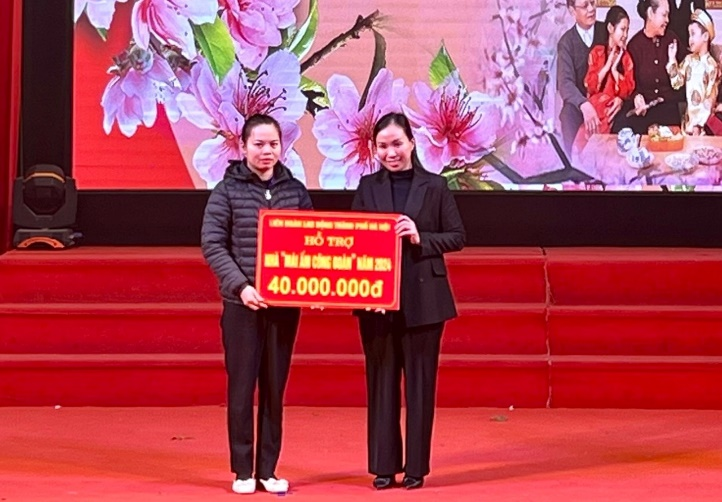 LIÊN ĐOÀN LAO ĐỘNG THÀNH PHỐ HÀ NỘI
HỖ TRỢ
NHÀ "MÁI ẤM CÔNG ĐOÀN" NĂM 2024
40.000.000đ